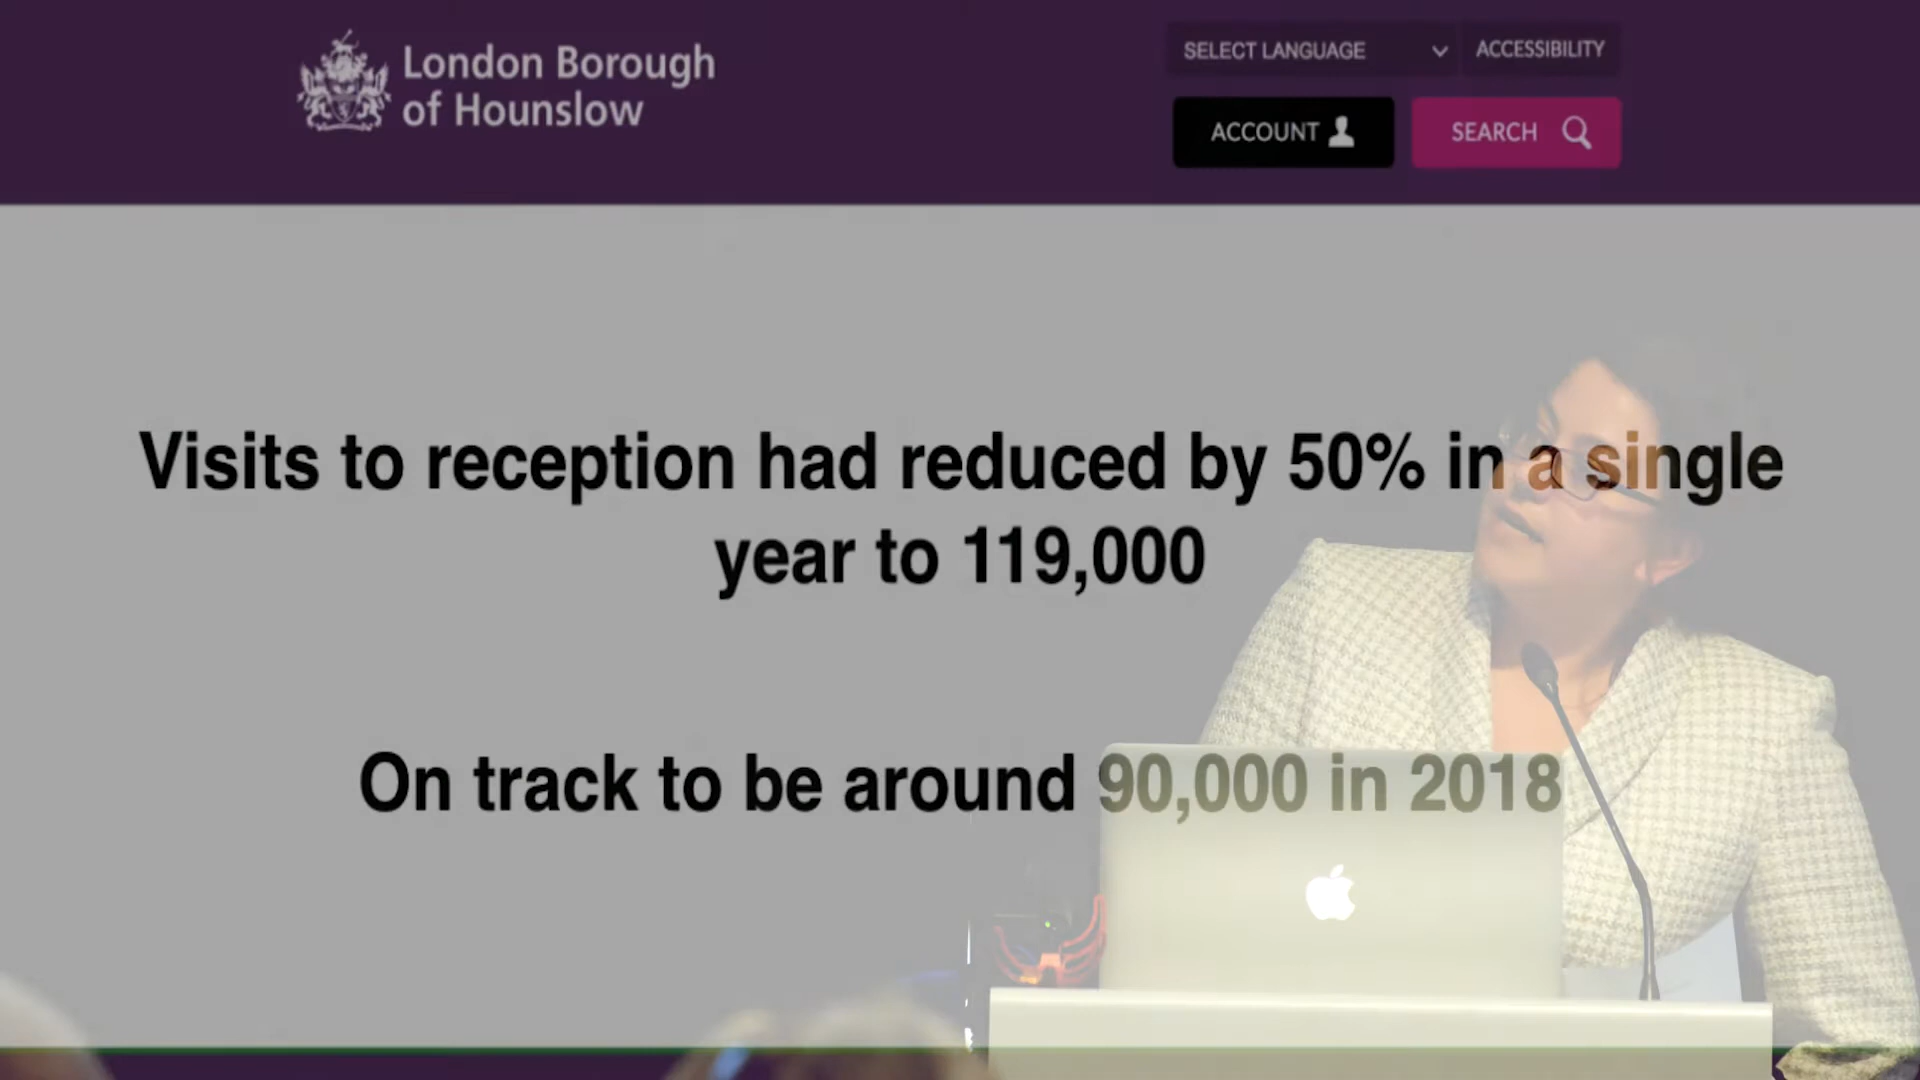 London Borough
of Hounslow
SELECT LANGUAGE
ACCESSIBILITY
ACCOUNT
SEARCH
Visits to reception had reduced by 50% in a single
year to 119,000
On track to be around 90,000 in 2018